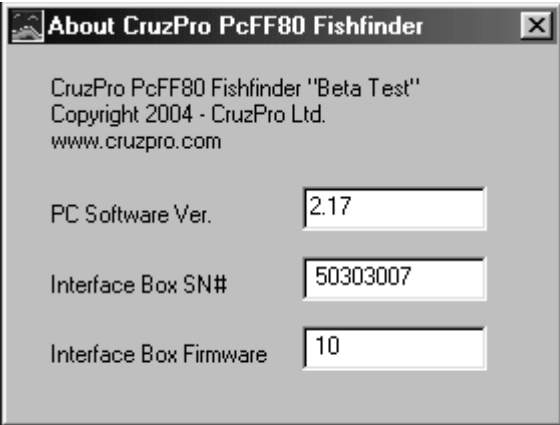 About CruzPro PcFF80 Fishfinder
CruzPro PcFF80 Fishfinder "Beta Test"
Copyright 2004 - CruzPro Ltd.
www.cruzpro.com
PC Software Ver. 2.17
Interface Box SN# 50303007
Interface Box Firmware 10